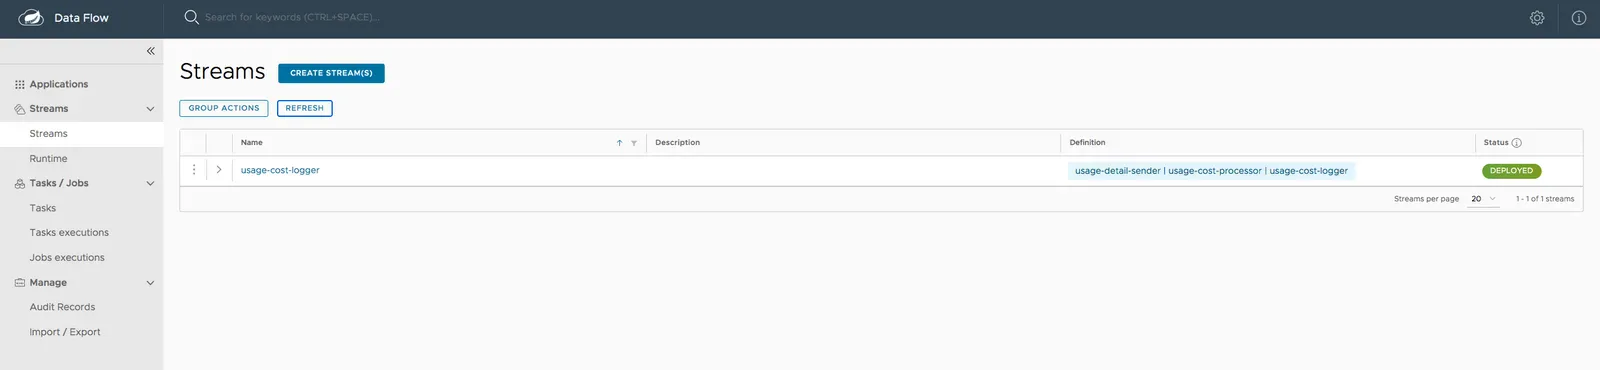 Data Flow
Search for keywords (CTRL+SPACE)...
Applications
Streams
Streams
Runtime
Tasks / Jobs
Tasks
Tasks executions
Jobs executions
Manage
Audit Records
Import / Export
Streams
CREATE STREAM(S)
GROUP ACTIONS
REFRESH
Name Description Definition Status
usage-cost-logger usage-detail-sender | usage-cost-processor | usage-cost-logger DEPLOYED
Streams per page 20 1 - 1 of 1 streams